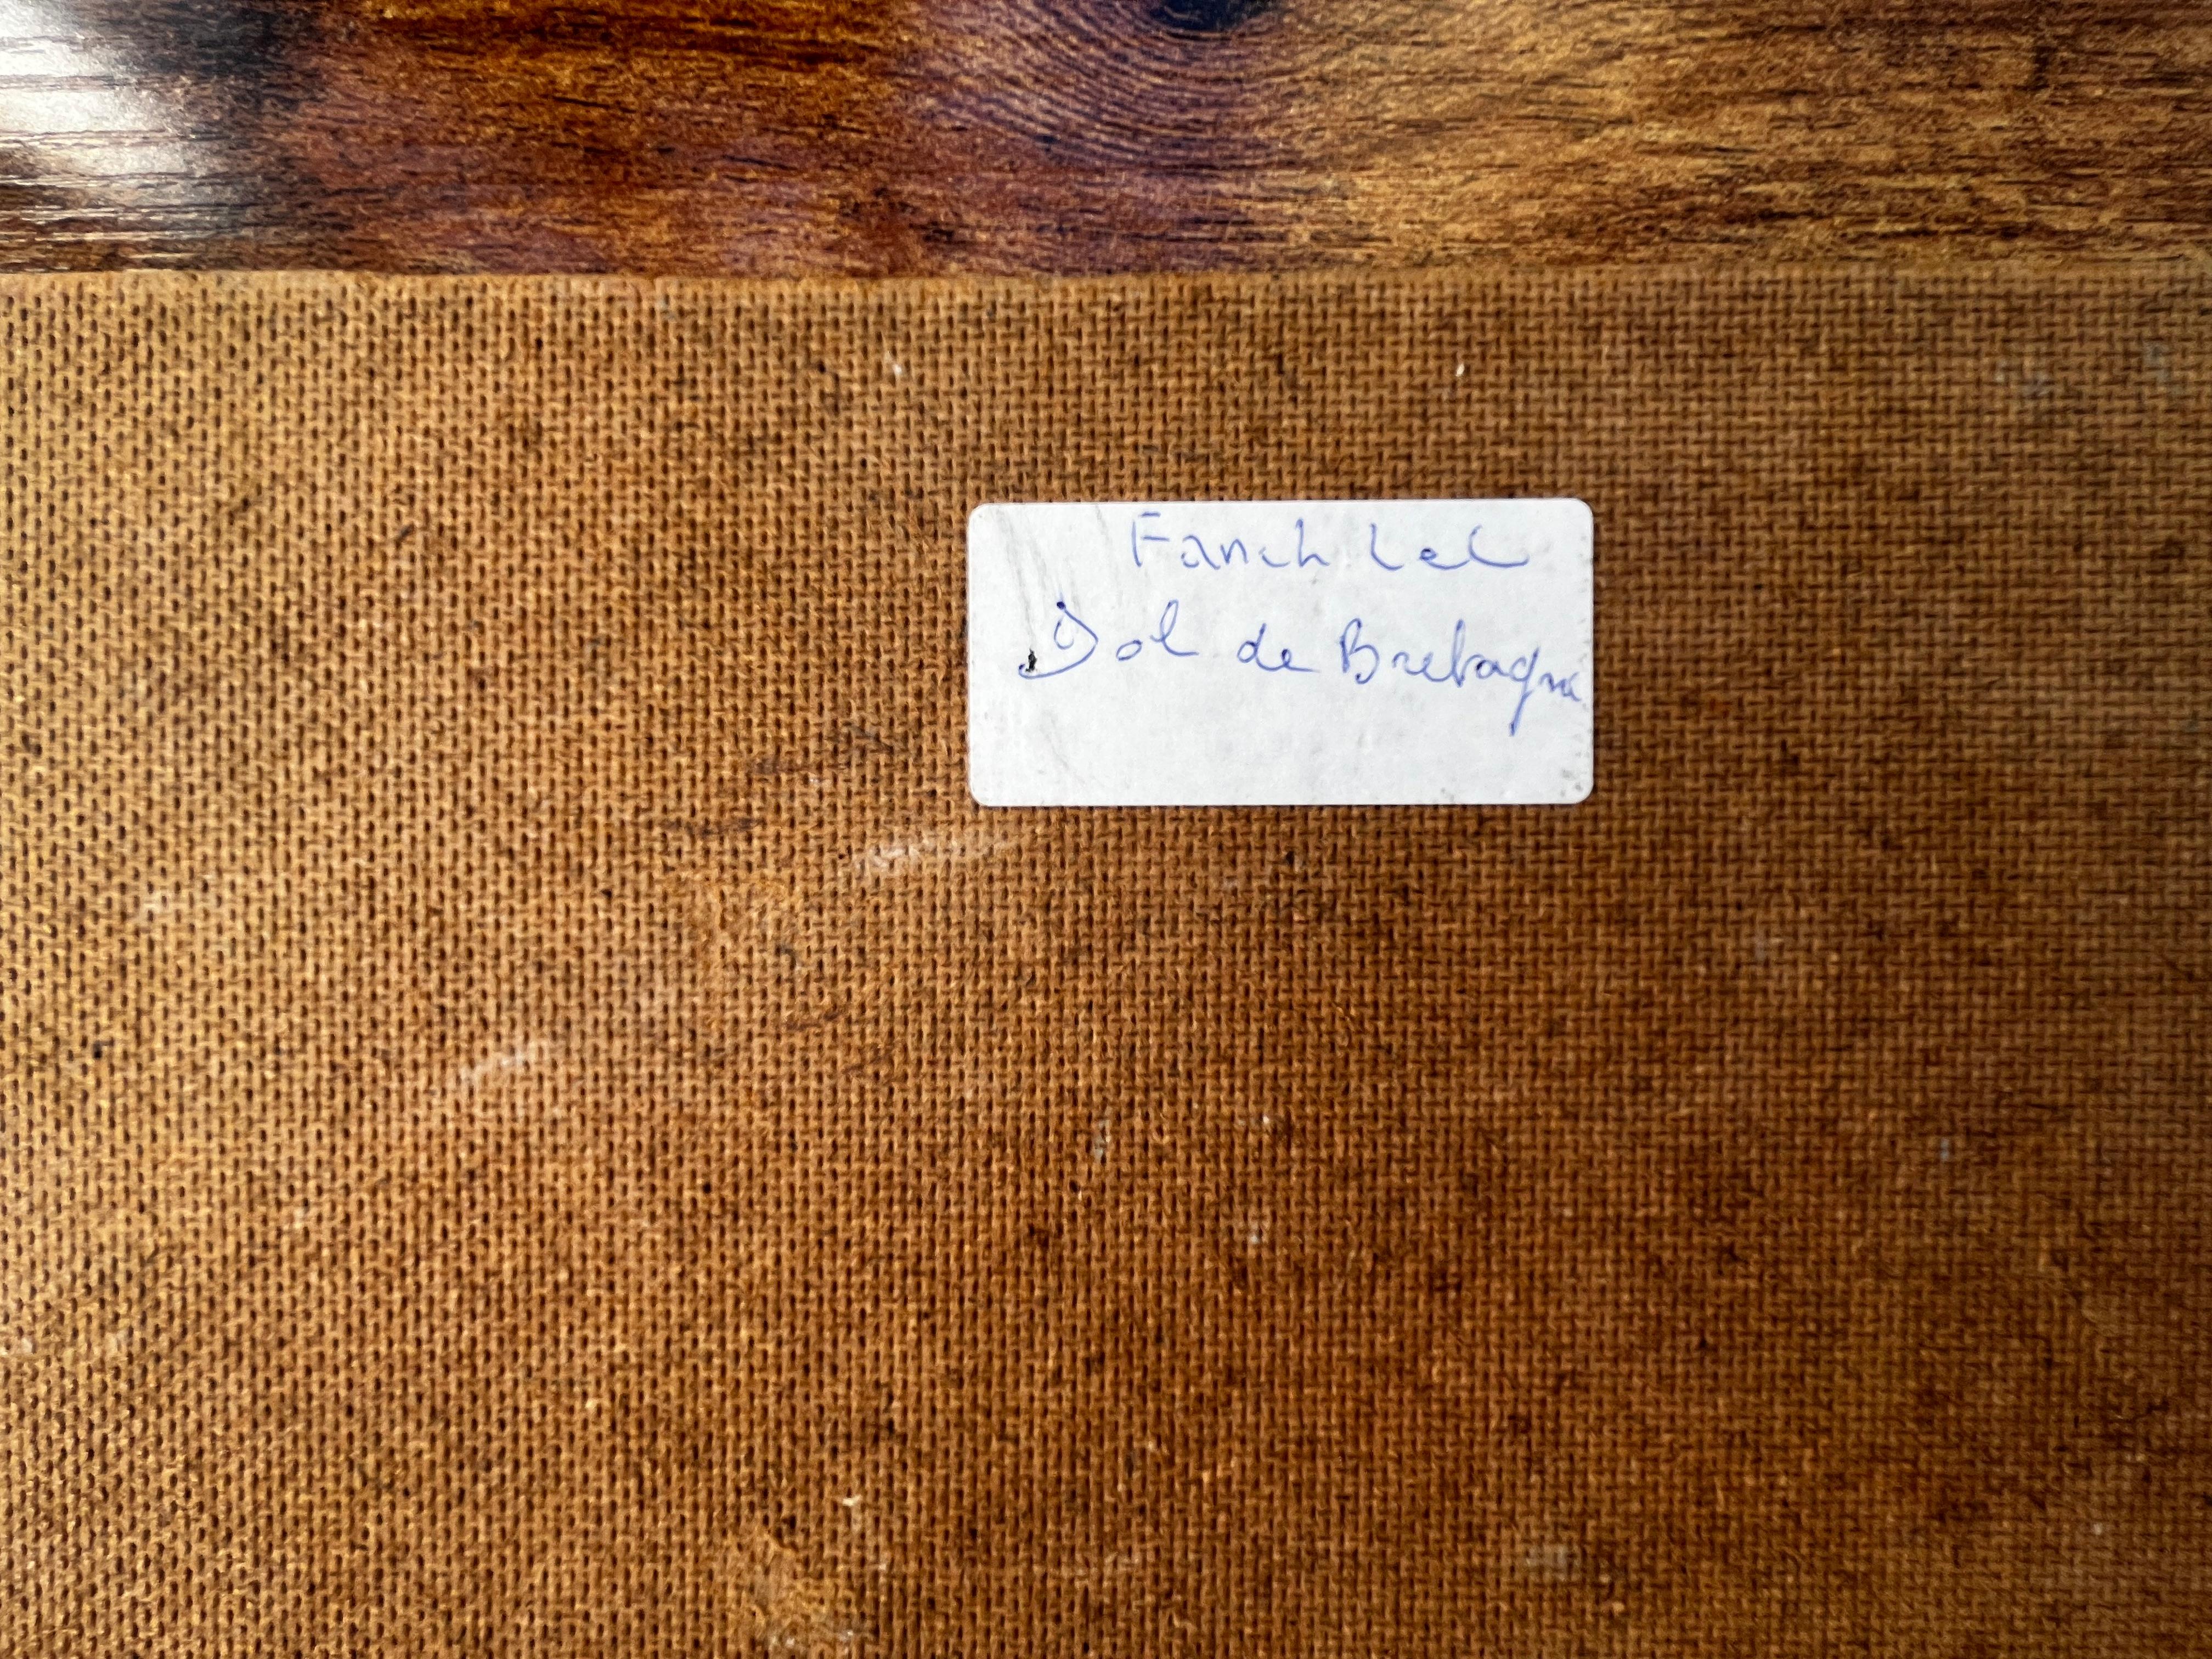 Fanch Lel
Dol de Bretagne